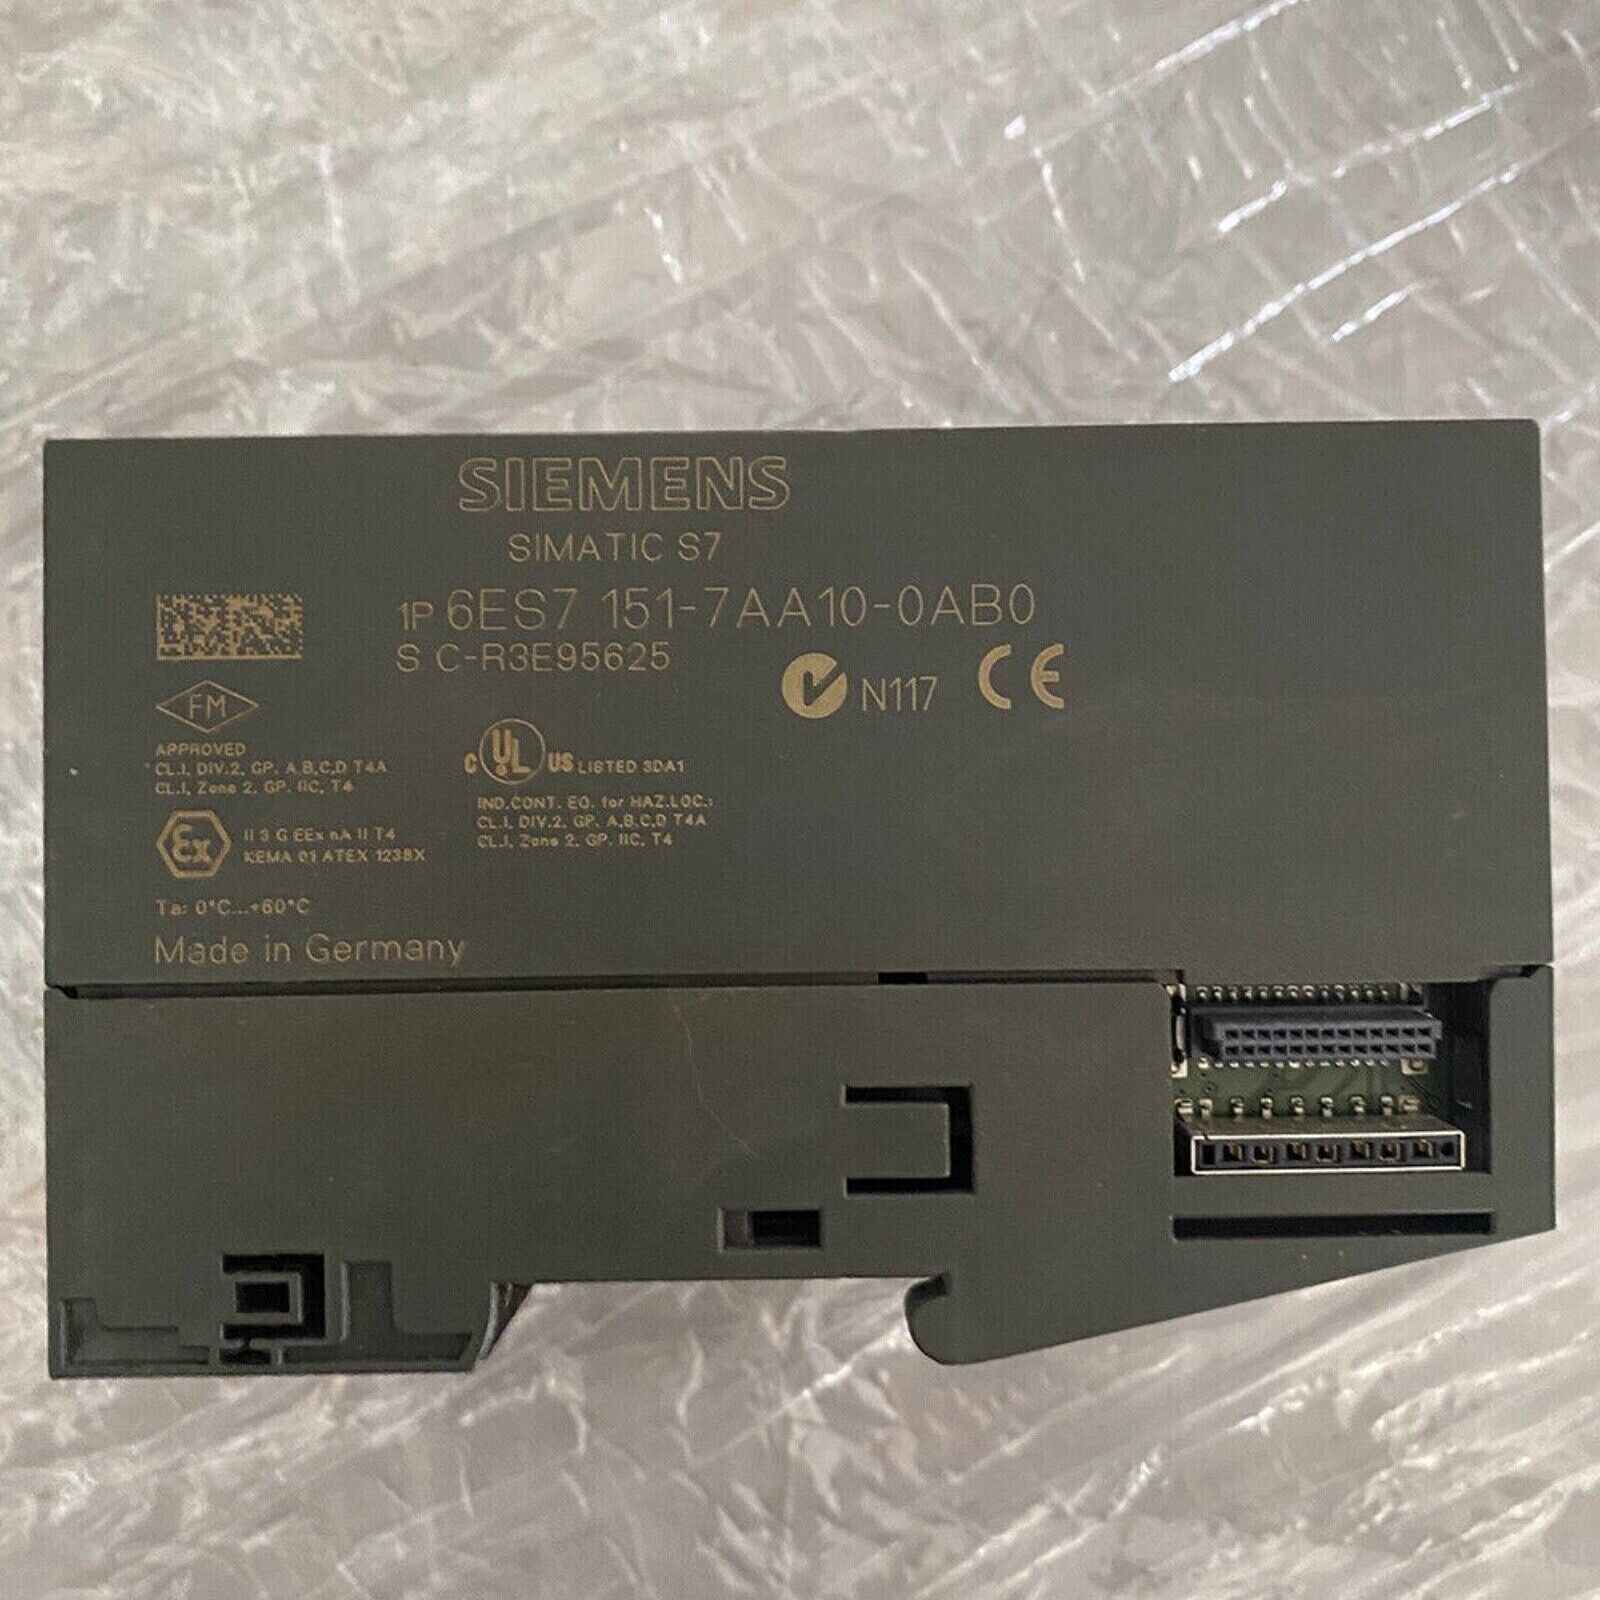 SIEMENS
SIMATIC S7
1P 6ES7 151-7AA10-0AB0
S C-R3E95625
N117 CE
FM
APPROVED
CL.I, DIV.2, GP. A,B,C,D T4A
CL.I, Zone 2, GP. IIC, T4
C UL US LISTED 3DA1
IND.CONT. EQ. for HAZ.LOC.:
CL.I, DIV.2, GP. A,B,C,D T4A
CL.I, Zone 2, GP. IIC, T4
Ex
II 3 G EEx nA II T4
KEMA 01 ATEX 1238X
Ta: 0°C...+60°C
Made in Germany